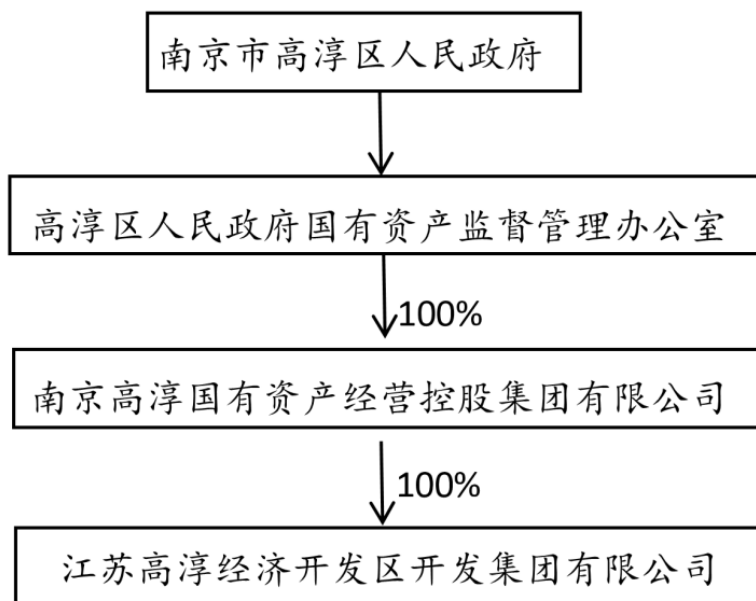 南京市高淳区人民政府
高淳区人民政府国有资产监督管理办公室
100%
南京高淳国有资产经营控股集团有限公司
100%
江苏高淳经济开发区开发集团有限公司